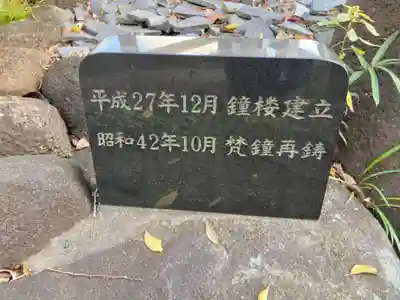 平成27年12月 鐘楼建立
昭和42年10月 梵鐘再鋳